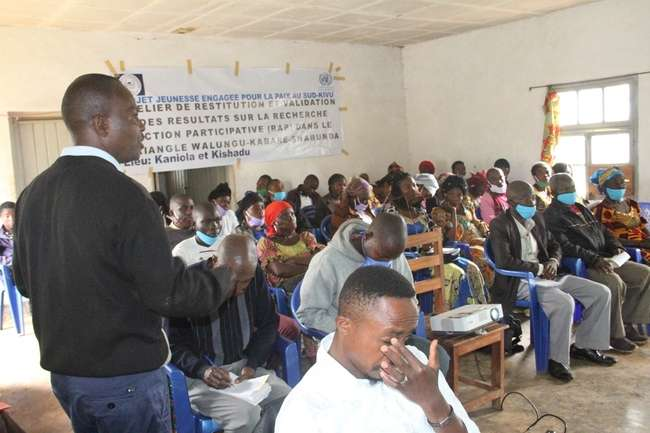 JET JEUNESSE ENGAGEE POUR LA PAIX AU SUD-KIVU
ELIER DE RESTITUTION ET VALIDATION
DES RESULTATS SUR LA RECHERCHE
CTION PARTICIPATIVE (RAP) DANS LE
IANGLE WALUNGU-KABARE-SHABUNDA
Lieu: Kaniola et Kishadu